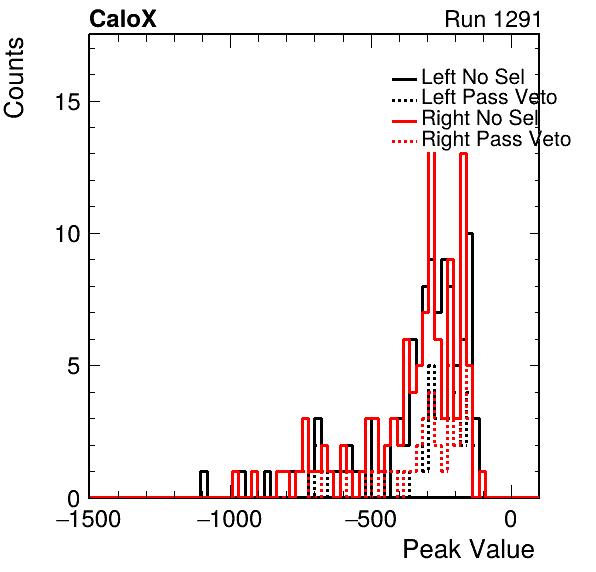 CaloX Run 1291
Counts
Left No Sel
Left Pass Veto
Right No Sel
Right Pass Veto
15
10
5
0
−1500 −1000 −500 0
Peak Value